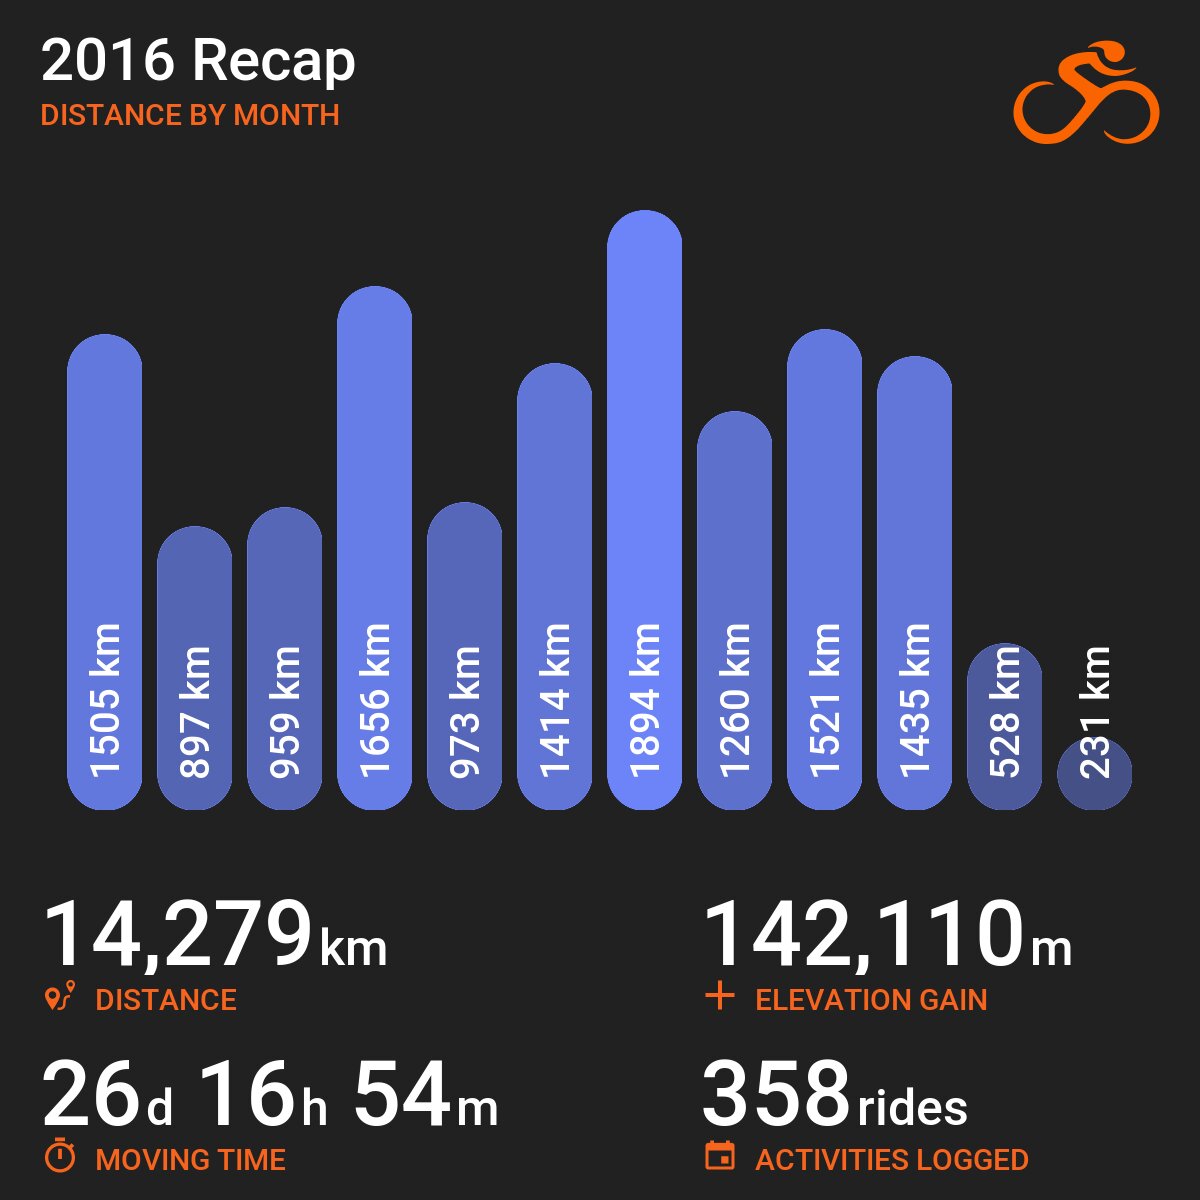 2016 Recap
DISTANCE BY MONTH
1505 km
897 km
959 km
1656 km
973 km
1414 km
1894 km
1260 km
1521 km
1435 km
528 km
231 km
14,279km
DISTANCE
142,110m
ELEVATION GAIN
26d 16h 54m
MOVING TIME
358rides
ACTIVITIES LOGGED